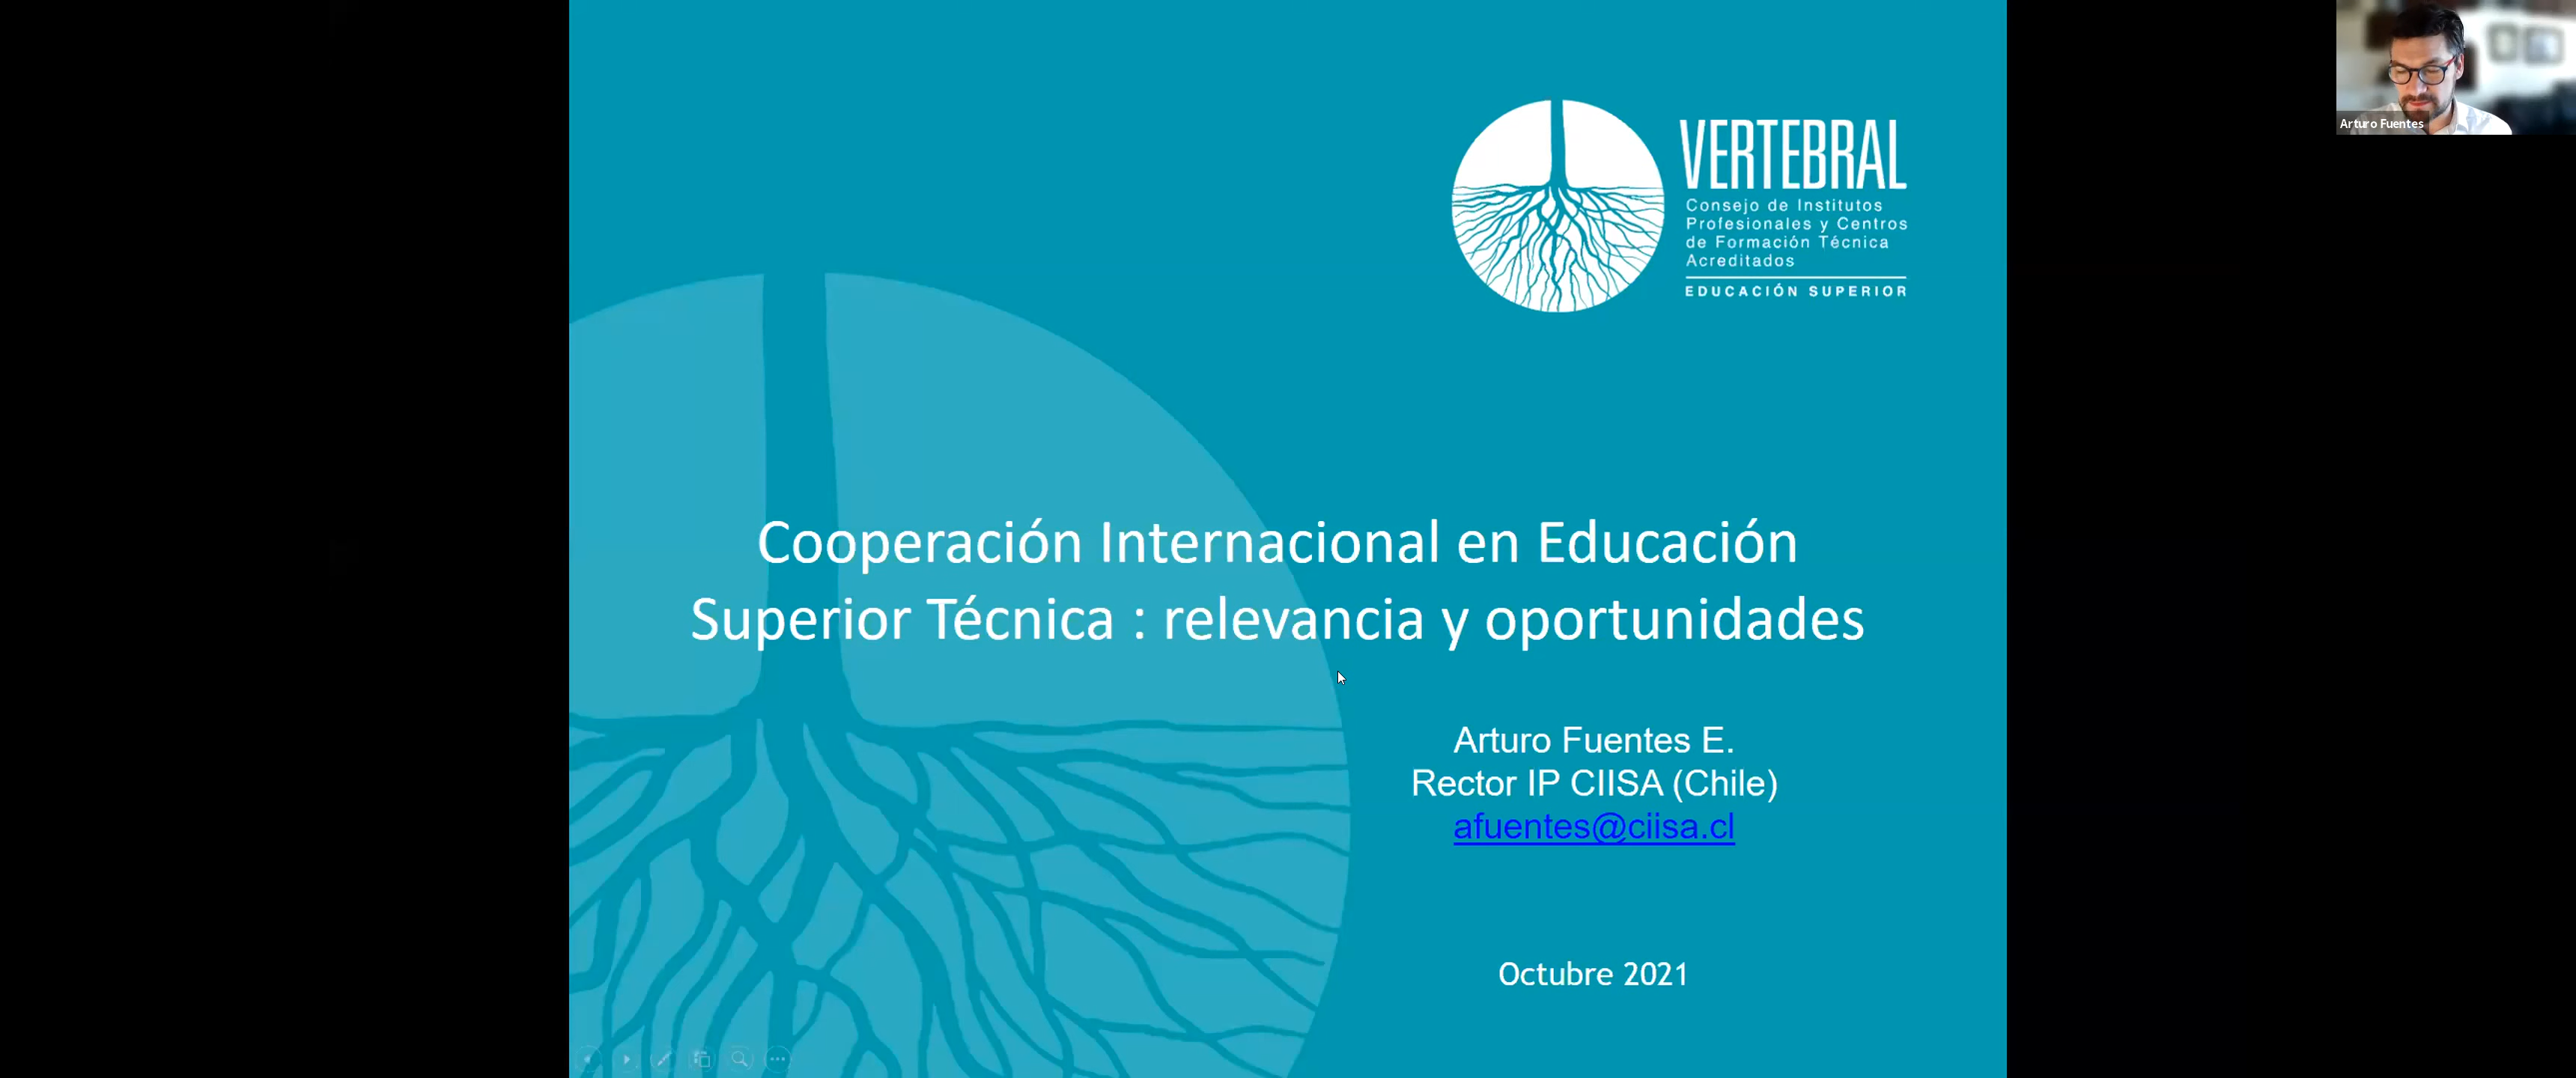 VERTEBRAL
Consejo de Institutos
Profesionales y Centros
de Formación Técnica
Acreditados
EDUCACIÓN SUPERIOR
Arturo Fuentes
Cooperación Internacional en Educación
Superior Técnica : relevancia y oportunidades
Arturo Fuentes E.
Rector IP CIISA (Chile)
afuentes@ciisa.cl
Octubre 2021